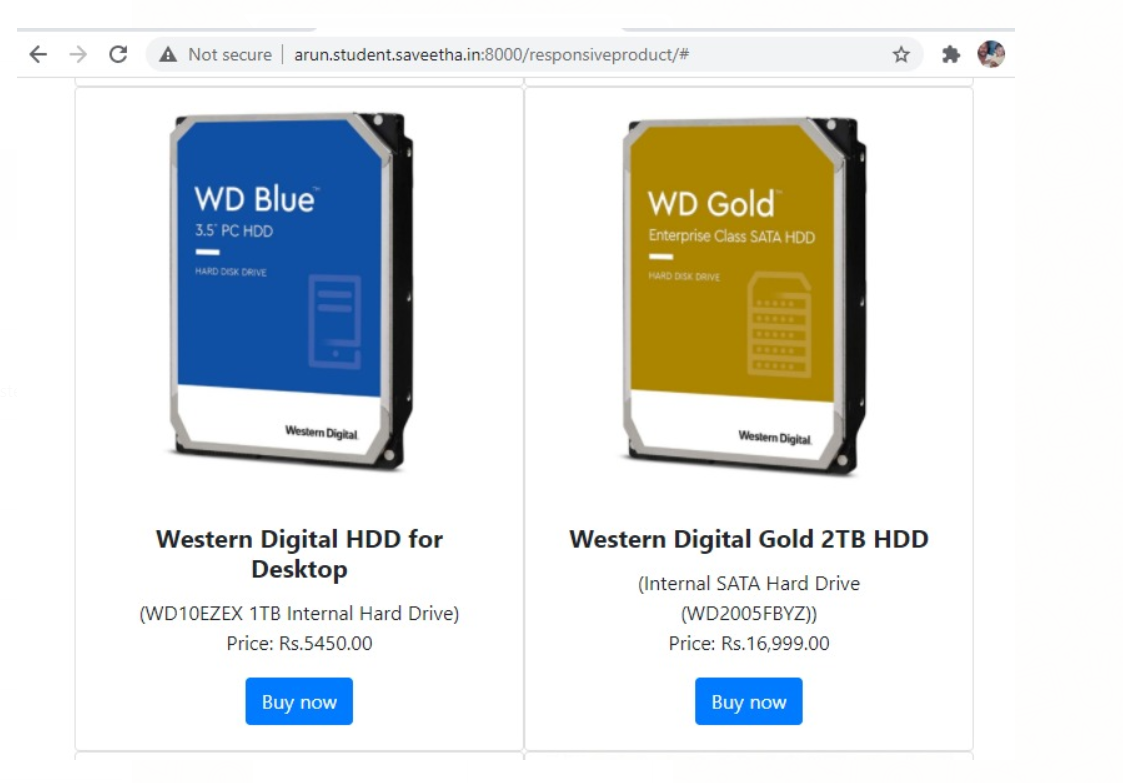 Not secure | arun.student.saveetha.in:8000/responsiveproduct/#
WD Blue™
3.5" PC HDD
HARD DISK DRIVE
Western Digital.
Western Digital HDD for
Desktop
(WD10EZEX 1TB Internal Hard Drive)
Price: Rs.5450.00
Buy now
WD Gold™
Enterprise Class SATA HDD
HARD DISK DRIVE
Western Digital.
Western Digital Gold 2TB HDD
(Internal SATA Hard Drive
(WD2005FBYZ))
Price: Rs.16,999.00
Buy now